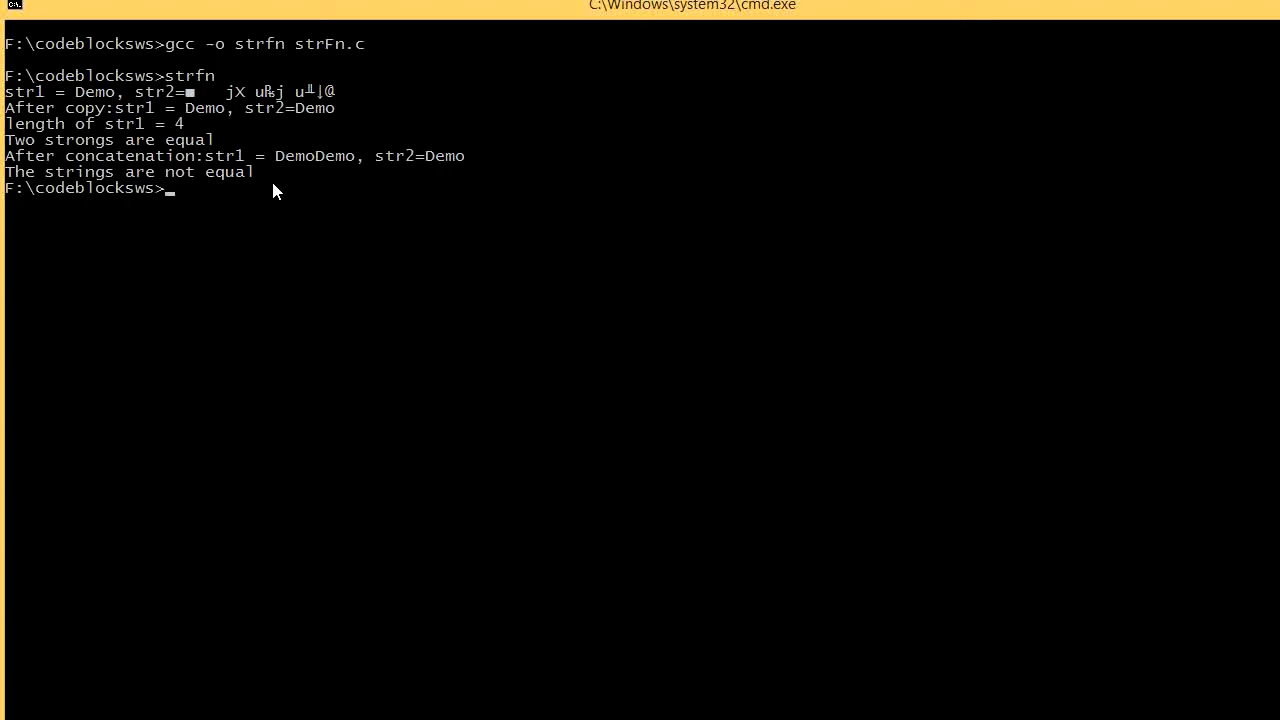 C:\Windows\system32\cmd.exe
F:\codeblocksws>gcc -o strfn strFn.c
F:\codeblocksws>strfn
str1 = Demo, str2=■   jX u₧j u╨↓@
After copy:str1 = Demo, str2=Demo
length of str1 = 4
Two strongs are equal
After concatenation:str1 = DemoDemo, str2=Demo
The strings are not equal
F:\codeblocksws>_